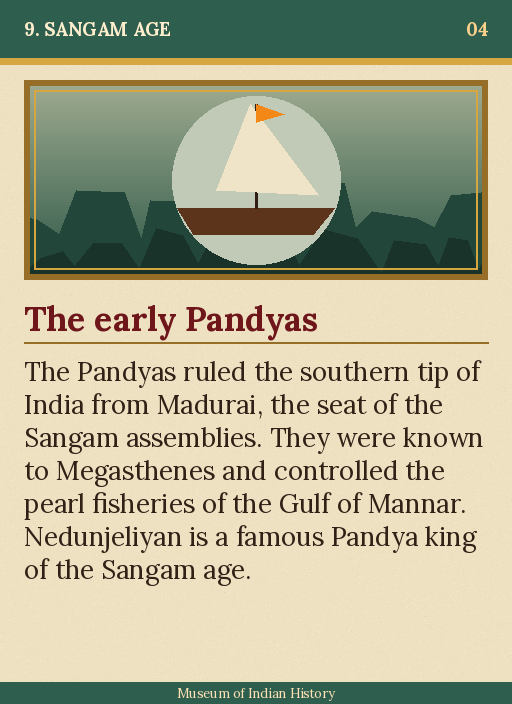 9. SANGAM AGE
04
The early Pandyas
The Pandyas ruled the southern tip of
India from Madurai, the seat of the
Sangam assemblies. They were known
to Megasthenes and controlled the
pearl fisheries of the Gulf of Mannar.
Nedunjeliyan is a famous Pandya king
of the Sangam age.
Museum of Indian History